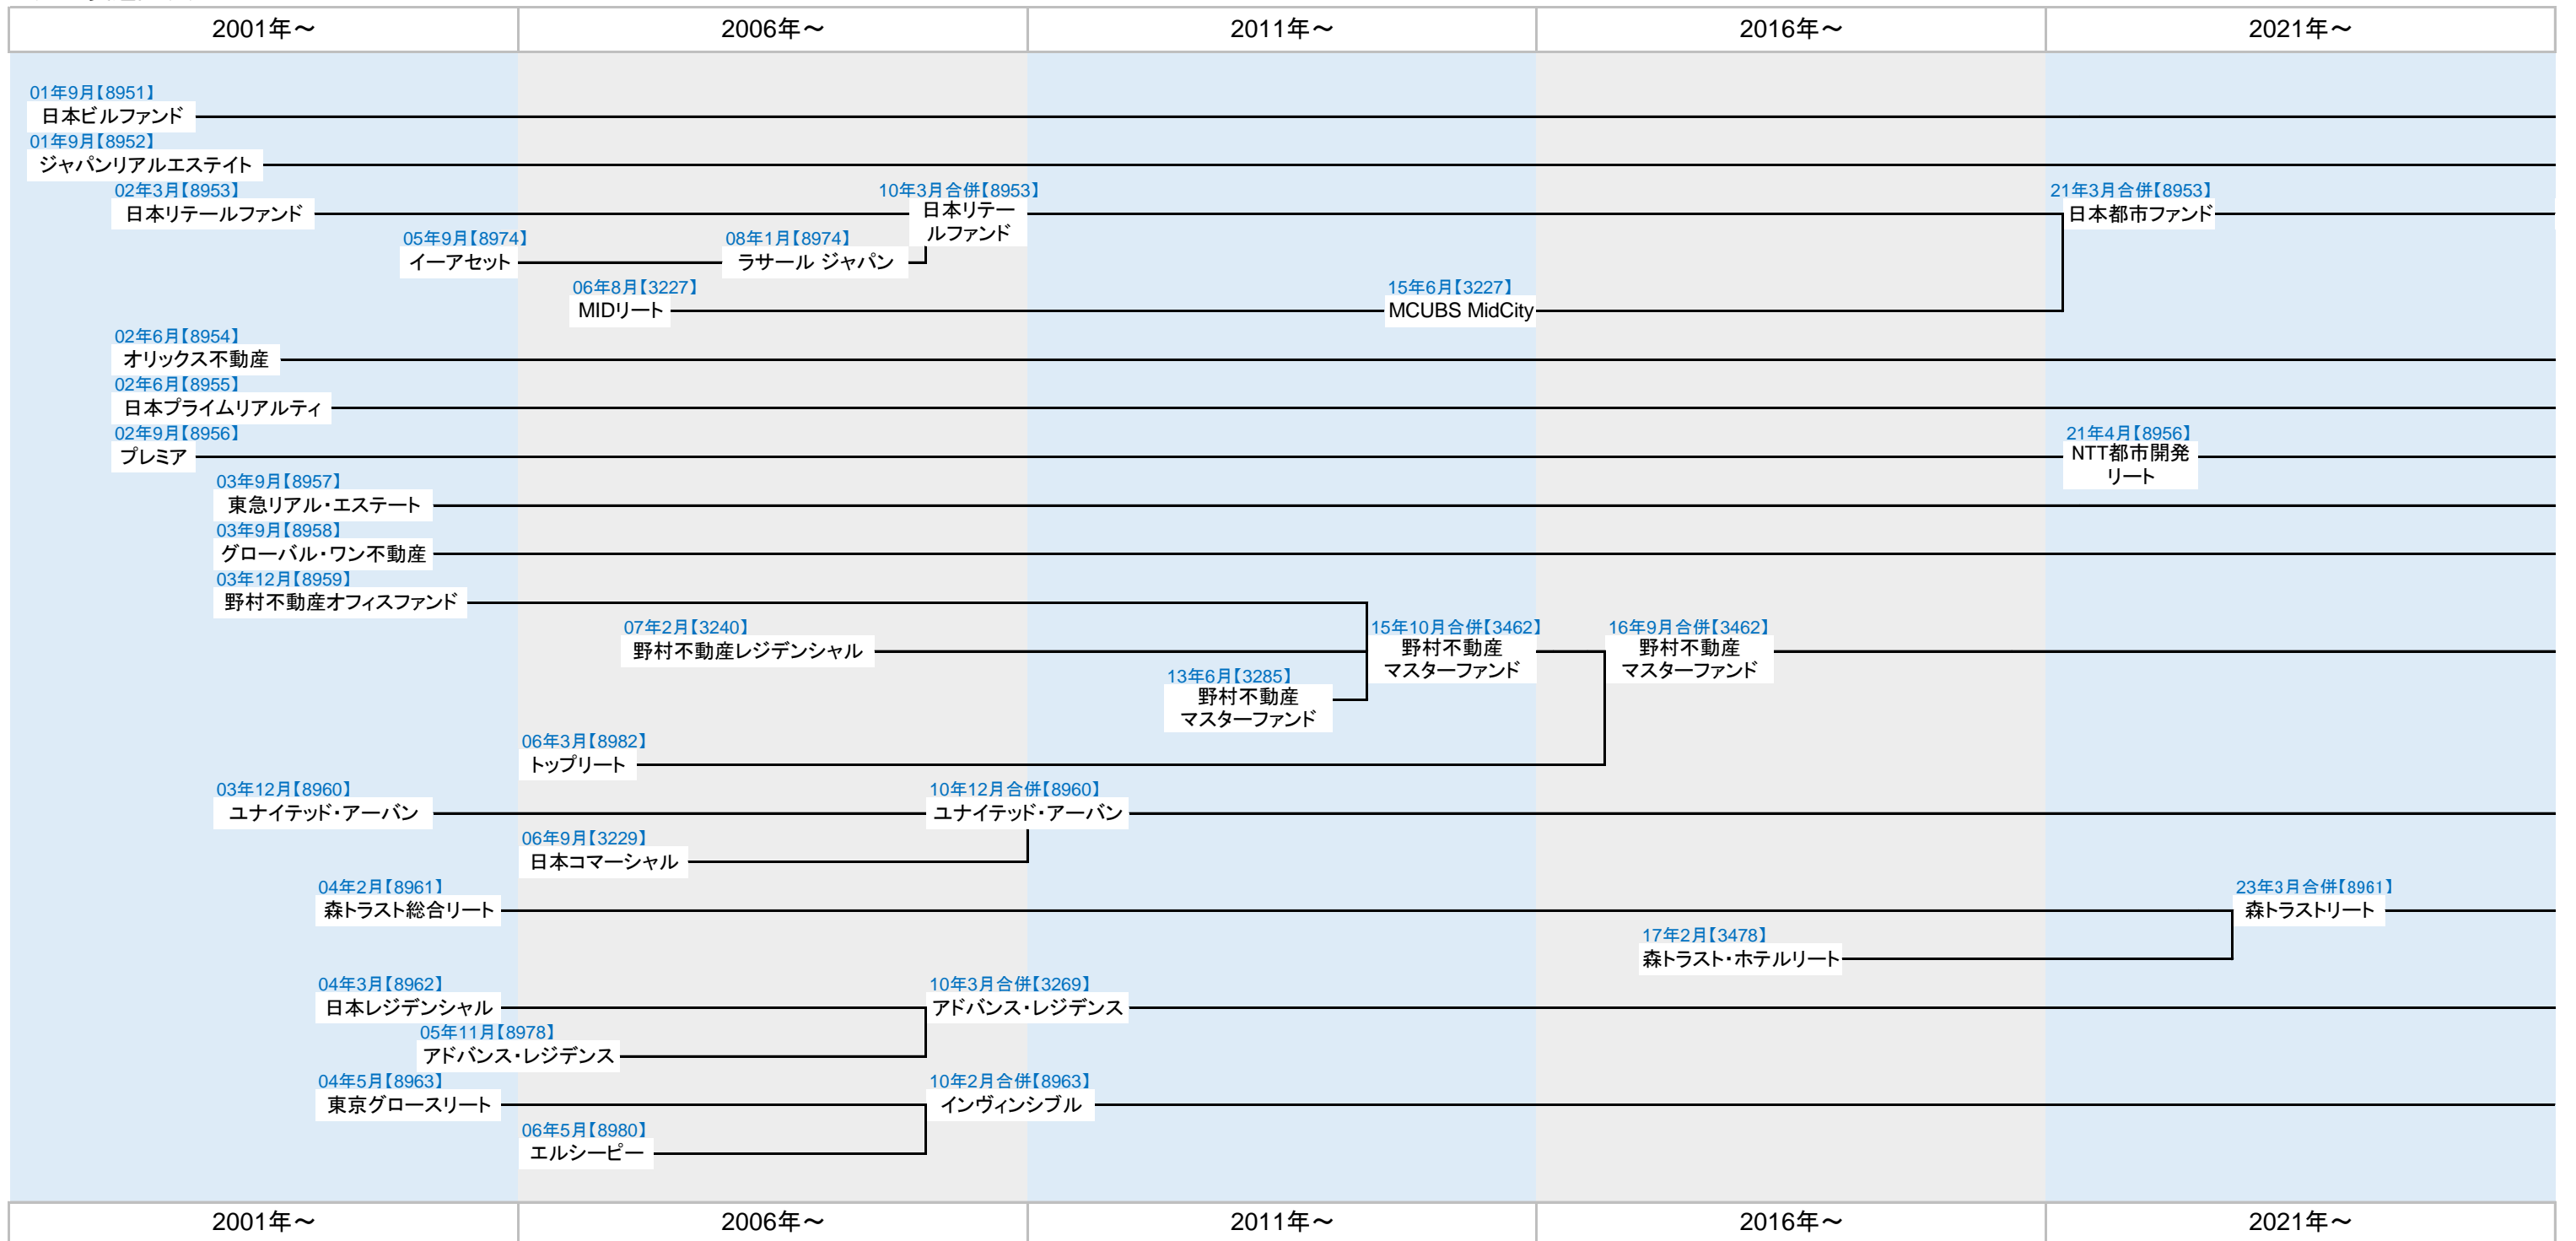 2001年～ 2006年～ 2011年～ 2016年～ 2021年～
01年9月【8951】
日本ビルファンド
01年9月【8952】
ジャパンリアルエステイト
02年3月【8953】 10年3月合併【8953】 21年3月合併【8953】
日本リテールファンド 日本リテー 日本都市ファンド
ルファンド
05年9月【8974】 08年1月【8974】
イーアセット ラサール ジャパン
06年8月【3227】 15年6月【3227】
MIDリート MCUBS MidCity
02年6月【8954】
オリックス不動産
02年6月【8955】
日本プライムリアルティ
02年9月【8956】 21年4月【8956】
プレミア NTT都市開発
リート
03年9月【8957】
東急リアル・エステート
03年9月【8958】
グローバル・ワン不動産
03年12月【8959】
野村不動産オフィスファンド
07年2月【3240】 15年10月合併【3462】 16年9月合併【3462】
野村不動産レジデンシャル 野村不動産 野村不動産
マスターファンド マスターファンド
13年6月【3285】
野村不動産
マスターファンド
06年3月【8982】
トップリート
03年12月【8960】 10年12月合併【8960】
ユナイテッド・アーバン ユナイテッド・アーバン
06年9月【3229】
日本コマーシャル
04年2月【8961】 23年3月合併【8961】
森トラスト総合リート 森トラストリート
17年2月【3478】
森トラスト・ホテルリート
04年3月【8962】 10年3月合併【3269】
日本レジデンシャル アドバンス・レジデンス
05年11月【8978】
アドバンス・レジデンス
04年5月【8963】 10年2月合併【8963】
東京グロースリート インヴィンシブル
06年5月【8980】
エルシーピー
2001年～ 2006年～ 2011年～ 2016年～ 2021年～